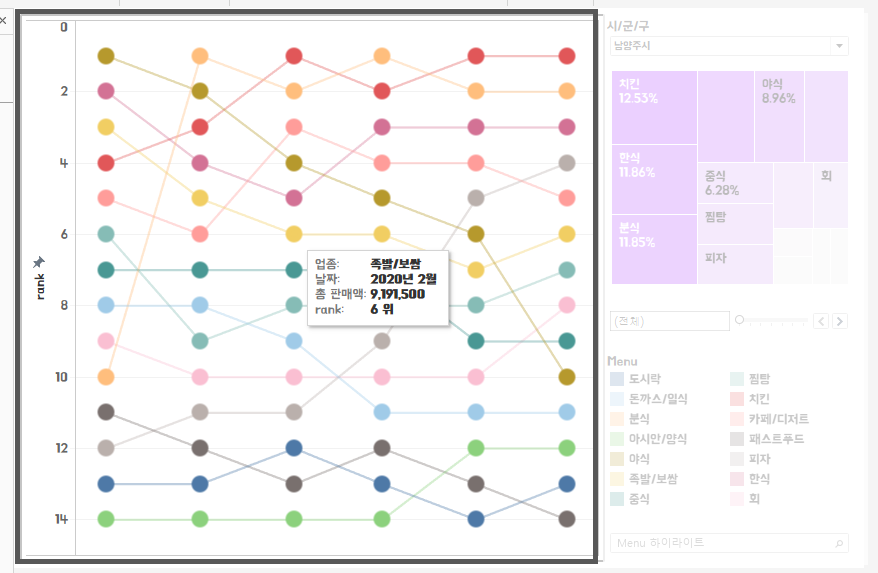 0
2
4
6
8
10
12
14
rank
업종: 족발/보쌈
날짜: 2020년 2월
총 판매액: 9,191,500
rank: 6 위
시/군/구
남양주시
치킨
12.53%
야식
8.96%
한식
11.86%
중식
6.28%
회
찜탕
분식
11.85%
피자
(전체)
Menu
도시락
찜탕
돈까스/일식
치킨
분식
카페/디저트
아시안/양식
패스트푸드
야식
피자
족발/보쌈
한식
중식
회
Menu 하이라이트